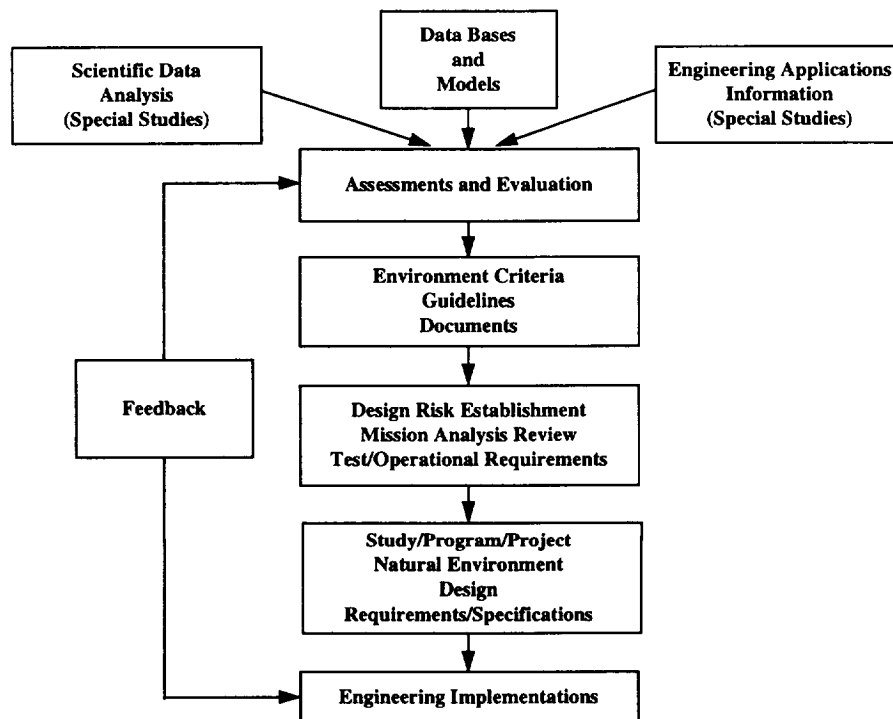 Scientific Data
Analysis
(Special Studies)
Data Bases
and
Models
Engineering Applications
Information
(Special Studies)
Assessments and Evaluation
Environment Criteria
Guidelines
Documents
Feedback
Design Risk Establishment
Mission Analysis Review
Test/Operational Requirements
Study/Program/Project
Natural Environment
Design
Requirements/Specifications
Engineering Implementations